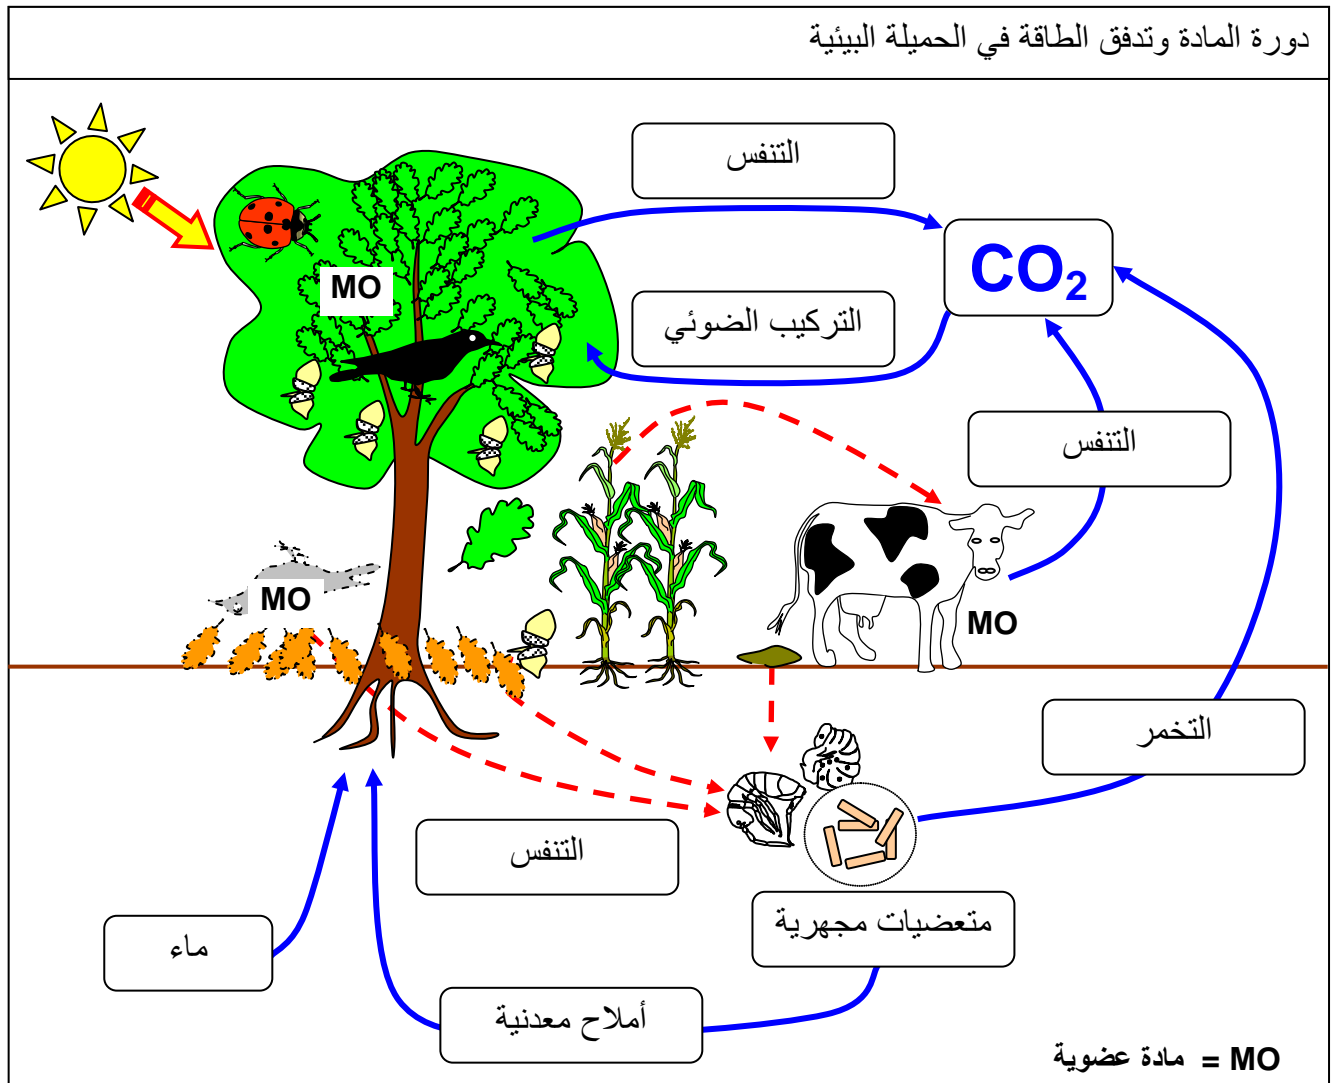 دورة المادة وتدفق الطاقة في الحميلة البيئية
التنفس
CO₂
MO
التركيب الضوئي
التنفس
MO
MO
التخمر
التنفس
متعضيات مجهرية
ماء
أملاح معدنية
MO = مادة عضوية